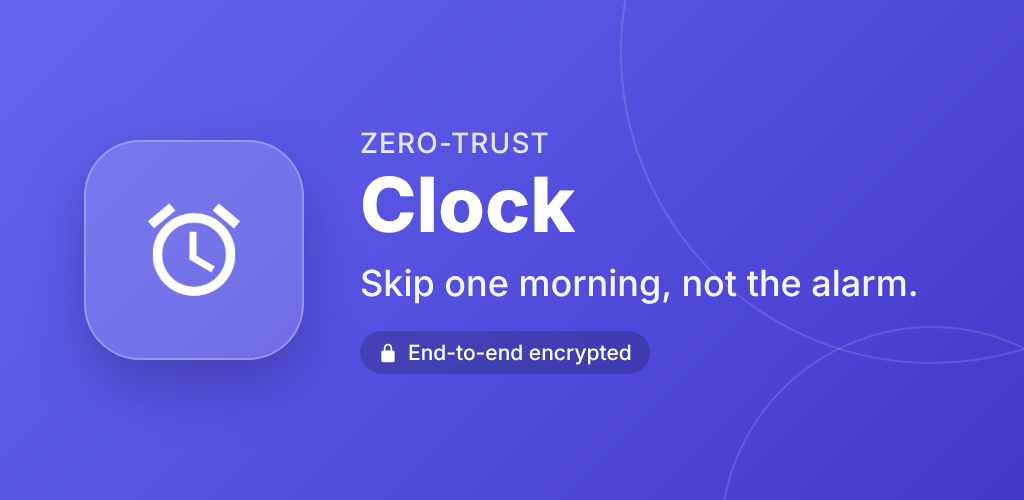 ZERO-TRUST
Clock
Skip one morning, not the alarm.
End-to-end encrypted